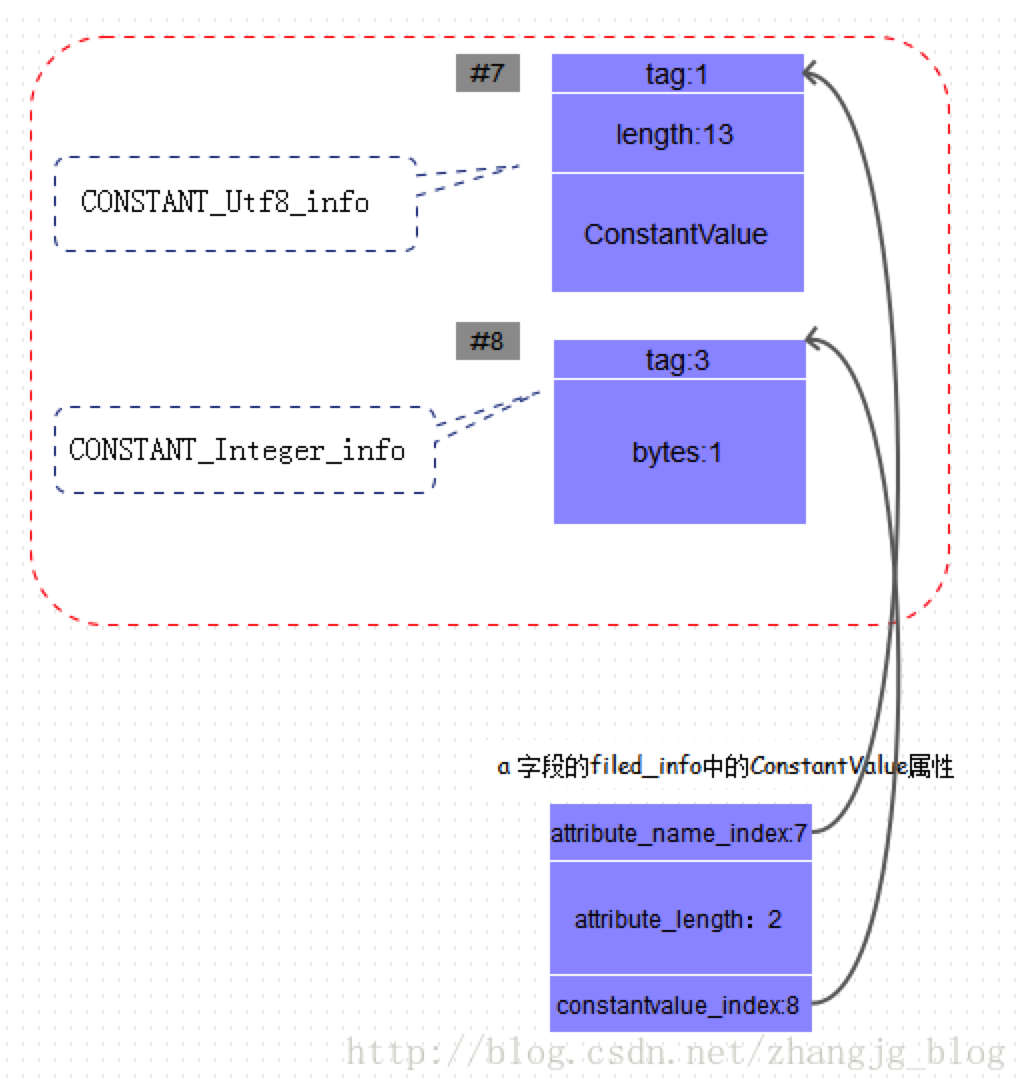 #7
tag:1
length:13
CONSTANT_Utf8_info
ConstantValue
#8
tag:3
CONSTANT_Integer_info
bytes:1
a 字段的filed_info中的ConstantValue属性
attribute_name_index:7
attribute_length：2
constantvalue_index:8
http://blog.csdn.net/zhangjg_blog